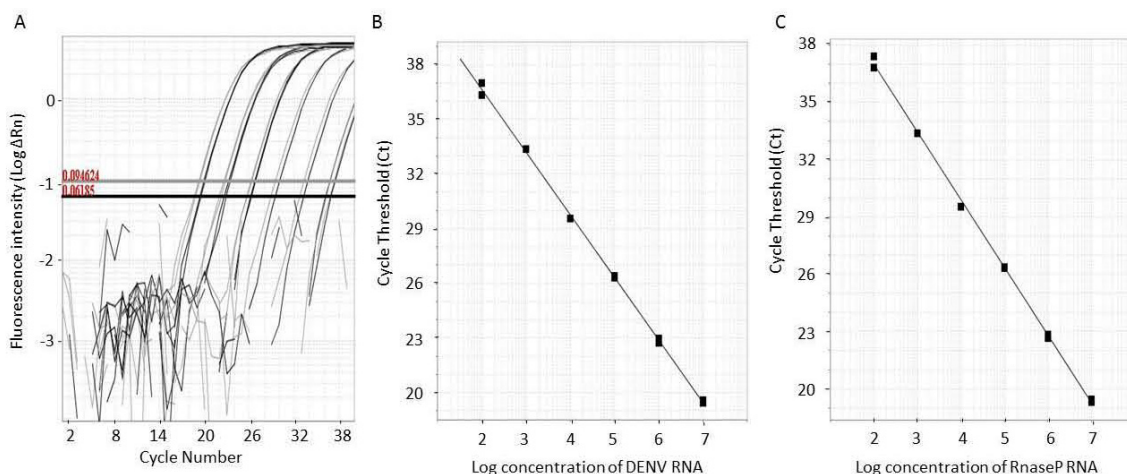 A
Fluorescence intensity (Log ΔRn)
0
-1
-2
-3
0.094624
0.06185
2 8 14 20 26 32 38
Cycle Number
B
Cycle Threshold (Ct)
38
35
32
29
26
23
20
2 3 4 5 6 7
Log concentration of DENV RNA
C
Cycle Threshold (Ct)
38
35
32
29
26
23
20
2 3 4 5 6 7
Log concentration of RnaseP RNA